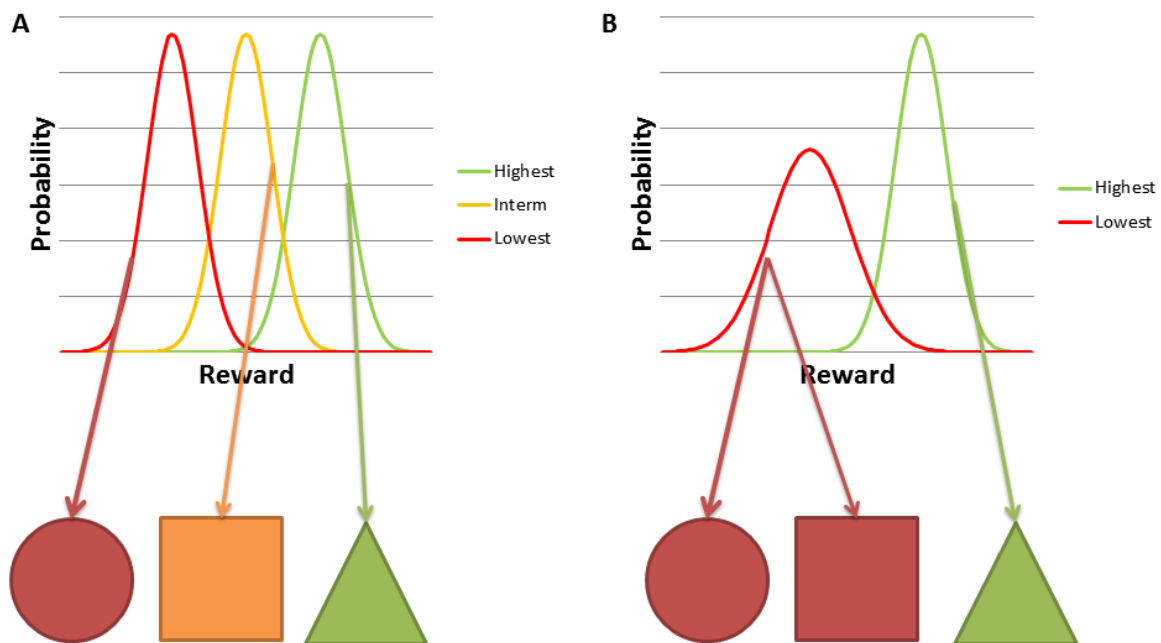 A
Probability
Reward
Highest
Interm
Lowest
B
Probability
Reward
Highest
Lowest